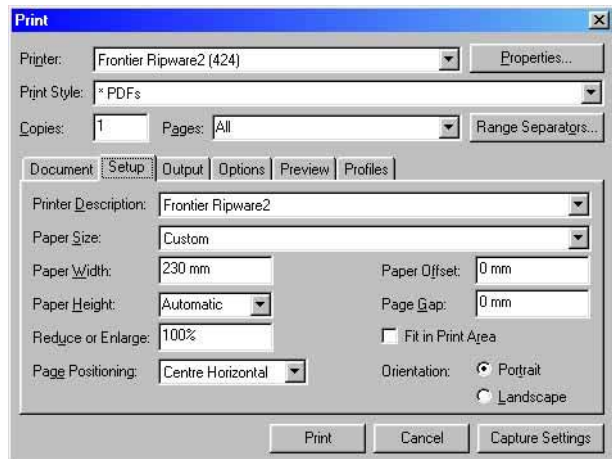 Print
Printer: Frontier Ripware2 (424) Properties...
Print Style: * PDFs
Copies: 1 Pages: All Range Separators...
Document Setup Output Options Preview Profiles
Printer Description: Frontier Ripware2
Paper Size: Custom
Paper Width: 230 mm Paper Offset: 0 mm
Paper Height: Automatic Page Gap: 0 mm
Reduce or Enlarge: 100% Fit in Print Area
Page Positioning: Centre Horizontal Orientation: Portrait
Landscape
Print Cancel Capture Settings